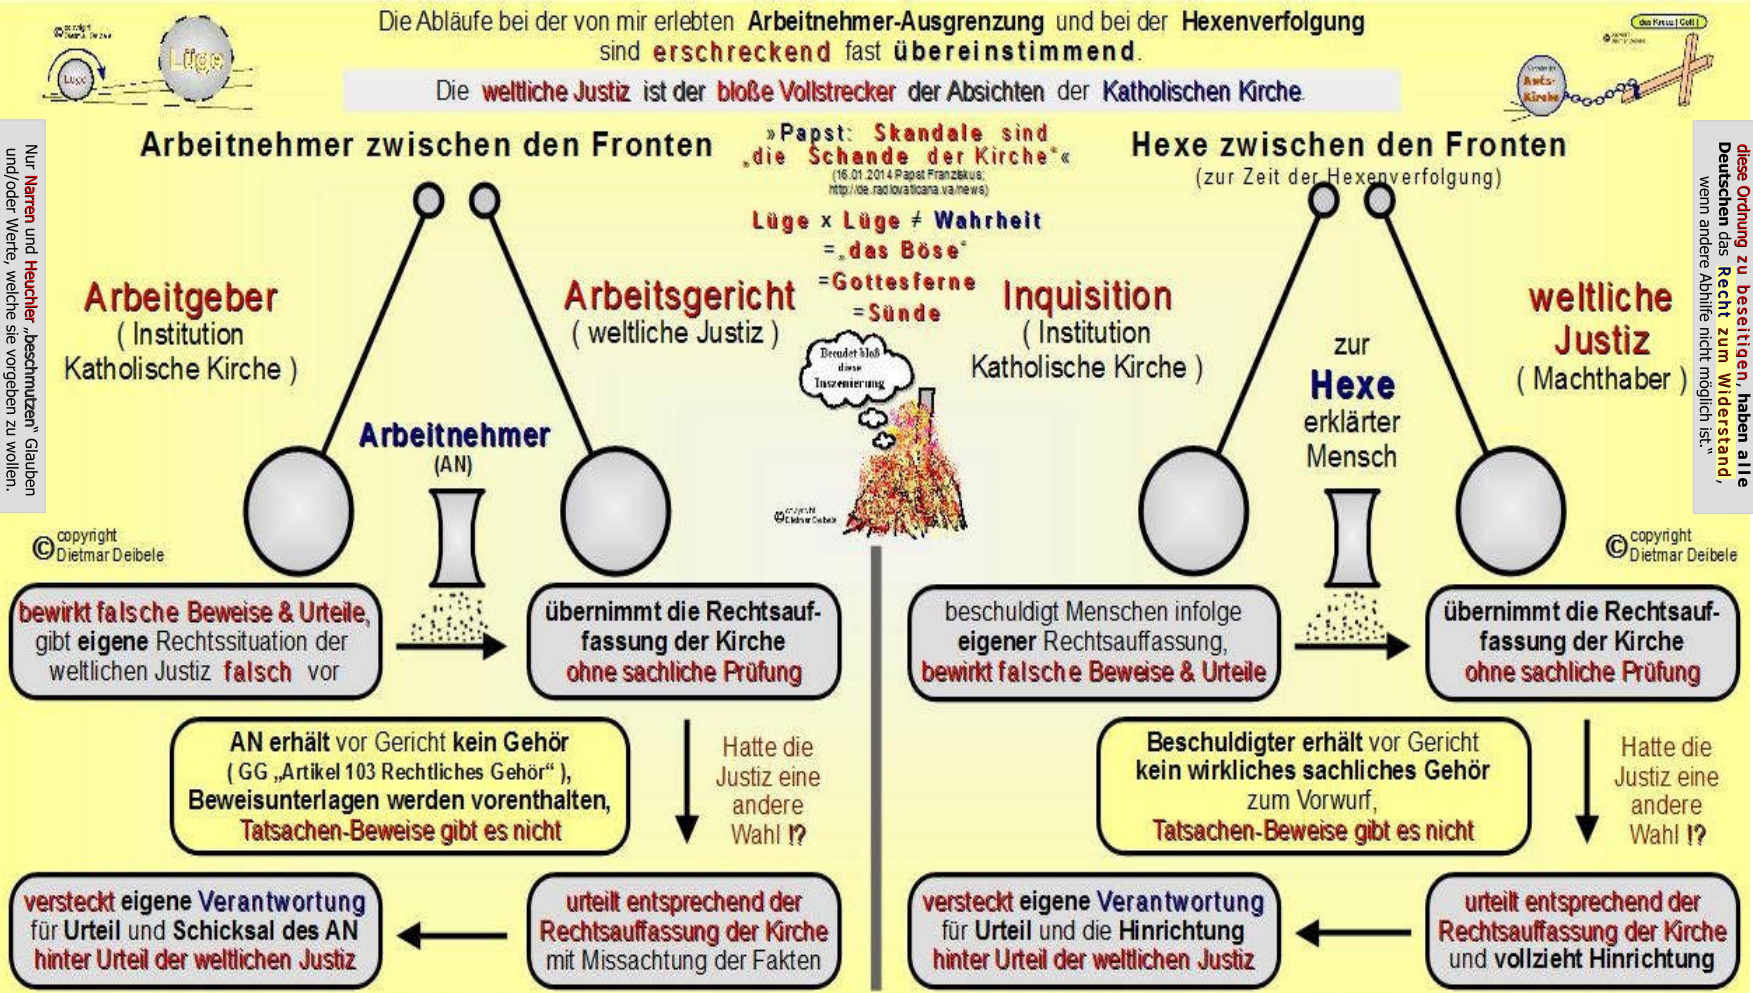 Die Abläufe bei der von mir erlebten Arbeitnehmer-Ausgrenzung und bei der Hexenverfolgung
sind erschreckend fast übereinstimmend.
Die weltliche Justiz ist der bloße Vollstrecker der Absichten der Katholischen Kirche.
© copyright
Dietmar Deibele
Lüge
Lüge
das Kreuz ( Gott )
Amts-
Kirche
Nur Narren und Heuchler „beschmutzen“ Glauben
und/oder Werte, welche sie vorgeben zu wollen.
Arbeitnehmer zwischen den Fronten
»Papst: Skandale sind
„die Schande der Kirche“«
(16.01.2014 Papst Franziskus;
http://de.radiovaticana.va/news)
Lüge x Lüge ≠ Wahrheit
=„das Böse“
=Gottesferne
=Sünde
Beendet bloß
diese
Inszenierung
© copyright
Dietmar Deibele
Hexe zwischen den Fronten
(zur Zeit der Hexenverfolgung)
diese Ordnung zu beseitigen, haben alle
Deutschen das Recht zum Widerstand,
wenn andere Abhilfe nicht möglich ist.“
Arbeitgeber
( Institution
Katholische Kirche )
Arbeitnehmer
(AN)
Arbeitsgericht
( weltliche Justiz )
© copyright
Dietmar Deibele
bewirkt falsche Beweise & Urteile,
gibt eigene Rechtssituation der
weltlichen Justiz falsch vor
übernimmt die Rechtsauf-
fassung der Kirche
ohne sachliche Prüfung
AN erhält vor Gericht kein Gehör
( GG „Artikel 103 Rechtliches Gehör“ ),
Beweisunterlagen werden vorenthalten,
Tatsachen-Beweise gibt es nicht
Hatte die
Justiz eine
andere
Wahl !?
versteckt eigene Verantwortung
für Urteil und Schicksal des AN
hinter Urteil der weltlichen Justiz
urteilt entsprechend der
Rechtsauffassung der Kirche
mit Missachtung der Fakten
Inquisition
( Institution
Katholische Kirche )
zur
Hexe
erklärter
Mensch
weltliche
Justiz
( Machthaber )
© copyright
Dietmar Deibele
beschuldigt Menschen infolge
eigener Rechtsauffassung,
bewirkt falsche Beweise & Urteile
übernimmt die Rechtsauf-
fassung der Kirche
ohne sachliche Prüfung
Beschuldigter erhält vor Gericht
kein wirkliches sachliches Gehör
zum Vorwurf,
Tatsachen-Beweise gibt es nicht
Hatte die
Justiz eine
andere
Wahl !?
versteckt eigene Verantwortung
für Urteil und die Hinrichtung
hinter Urteil der weltlichen Justiz
urteilt entsprechend der
Rechtsauffassung der Kirche
und vollzieht Hinrichtung